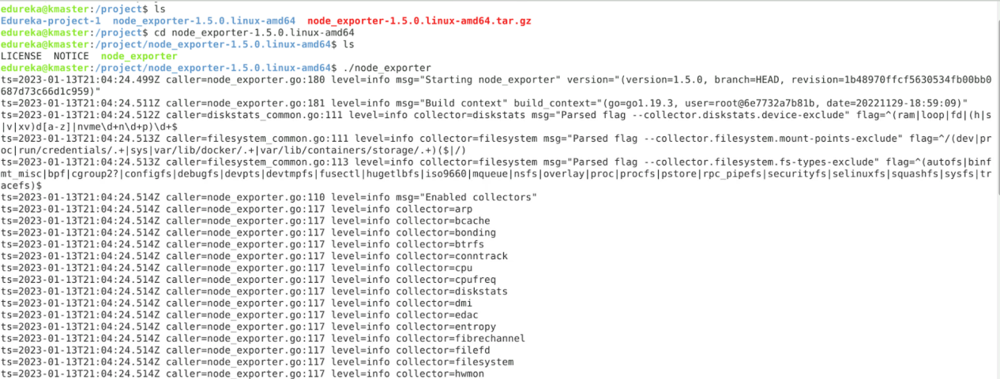 edureka@kmaster:/project$ ls
Edureka-project-1  node_exporter-1.5.0.linux-amd64  node_exporter-1.5.0.linux-amd64.tar.gz
edureka@kmaster:/project$ cd node_exporter-1.5.0.linux-amd64
edureka@kmaster:/project/node_exporter-1.5.0.linux-amd64$ ls
LICENSE  NOTICE  node_exporter
edureka@kmaster:/project/node_exporter-1.5.0.linux-amd64$ ./node_exporter
ts=2023-01-13T21:04:24.499Z caller=node_exporter.go:180 level=info msg="Starting node_exporter" version="(version=1.5.0, branch=HEAD, revision=1b48970ffcf5630534fb00bb0
687d73c66d1c959)"
ts=2023-01-13T21:04:24.511Z caller=node_exporter.go:181 level=info msg="Build context" build_context="(go=go1.19.3, user=root@6e7732a7b81b, date=20221129-18:59:09)"
ts=2023-01-13T21:04:24.512Z caller=diskstats_common.go:111 level=info collector=diskstats msg="Parsed flag --collector.diskstats.device-exclude" flag=^(ram|loop|fd|(h|s
|v|xv)d[a-z]|nvme\d+n\d+p)\d+$
ts=2023-01-13T21:04:24.513Z caller=filesystem_common.go:111 level=info collector=filesystem msg="Parsed flag --collector.filesystem.mount-points-exclude" flag=^/(dev|pr
oc|run/credentials/.+|sys|var/lib/docker/.+|var/lib/containers/storage/.+)($|/)
ts=2023-01-13T21:04:24.513Z caller=filesystem_common.go:113 level=info collector=filesystem msg="Parsed flag --collector.filesystem.fs-types-exclude" flag=^(autofs|binf
mt_misc|bpf|cgroup2?|configfs|debugfs|devpts|devtmpfs|fusectl|hugetlbfs|iso9660|mqueue|nsfs|overlay|proc|procfs|pstore|rpc_pipefs|securityfs|selinuxfs|squashfs|sysfs|tr
acefs)$
ts=2023-01-13T21:04:24.514Z caller=node_exporter.go:110 level=info msg="Enabled collectors"
ts=2023-01-13T21:04:24.514Z caller=node_exporter.go:117 level=info collector=arp
ts=2023-01-13T21:04:24.514Z caller=node_exporter.go:117 level=info collector=bcache
ts=2023-01-13T21:04:24.514Z caller=node_exporter.go:117 level=info collector=bonding
ts=2023-01-13T21:04:24.514Z caller=node_exporter.go:117 level=info collector=btrfs
ts=2023-01-13T21:04:24.514Z caller=node_exporter.go:117 level=info collector=conntrack
ts=2023-01-13T21:04:24.514Z caller=node_exporter.go:117 level=info collector=cpu
ts=2023-01-13T21:04:24.514Z caller=node_exporter.go:117 level=info collector=cpufreq
ts=2023-01-13T21:04:24.514Z caller=node_exporter.go:117 level=info collector=diskstats
ts=2023-01-13T21:04:24.514Z caller=node_exporter.go:117 level=info collector=dmi
ts=2023-01-13T21:04:24.514Z caller=node_exporter.go:117 level=info collector=edac
ts=2023-01-13T21:04:24.514Z caller=node_exporter.go:117 level=info collector=entropy
ts=2023-01-13T21:04:24.514Z caller=node_exporter.go:117 level=info collector=fibrechannel
ts=2023-01-13T21:04:24.514Z caller=node_exporter.go:117 level=info collector=filefd
ts=2023-01-13T21:04:24.514Z caller=node_exporter.go:117 level=info collector=filesystem
ts=2023-01-13T21:04:24.514Z caller=node_exporter.go:117 level=info collector=hwmon